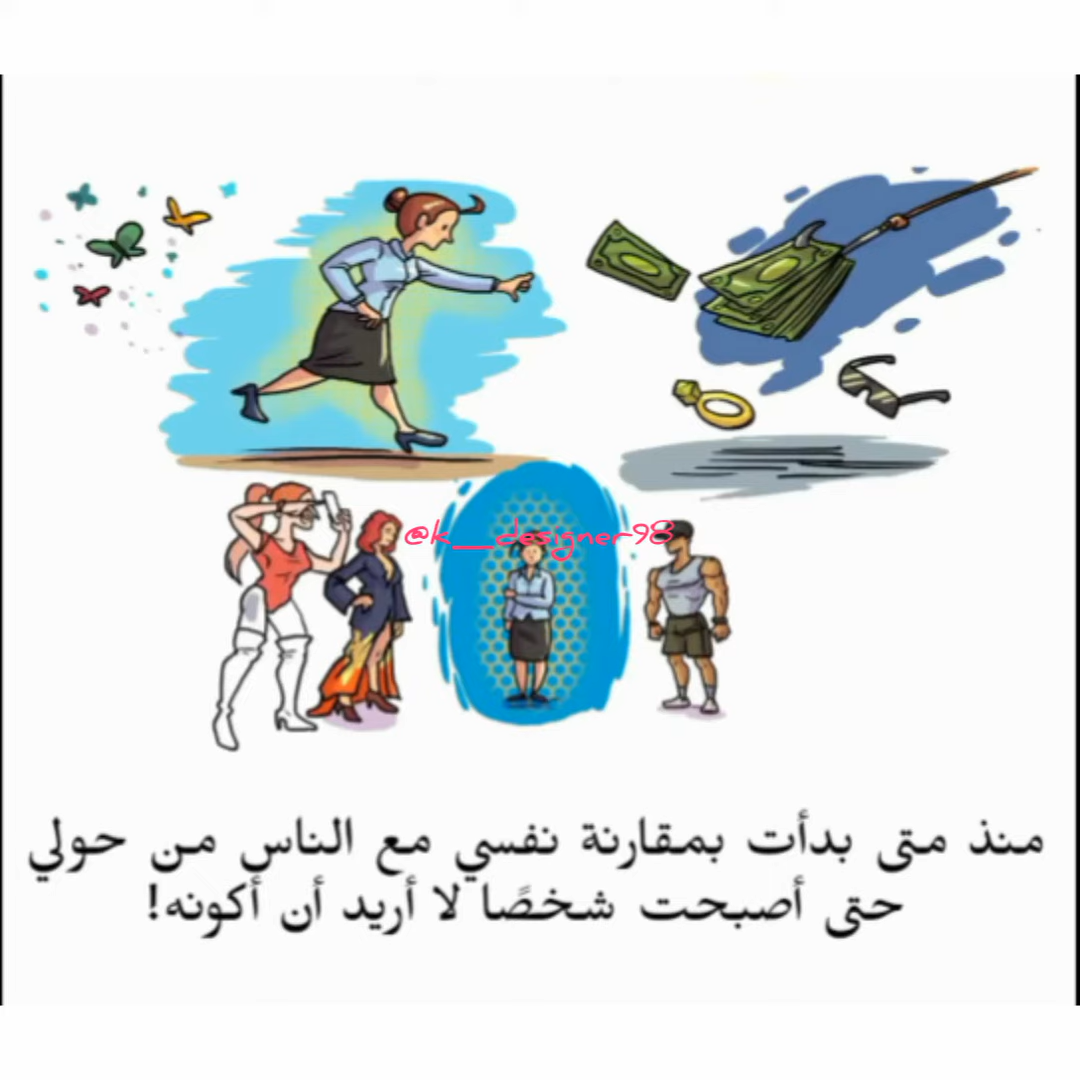 @k__designer98
منذ متى بدأت بمقارنة نفسي مع الناس من حولي
حتى أصبحت شخصًا لا أريد أن أكونه!